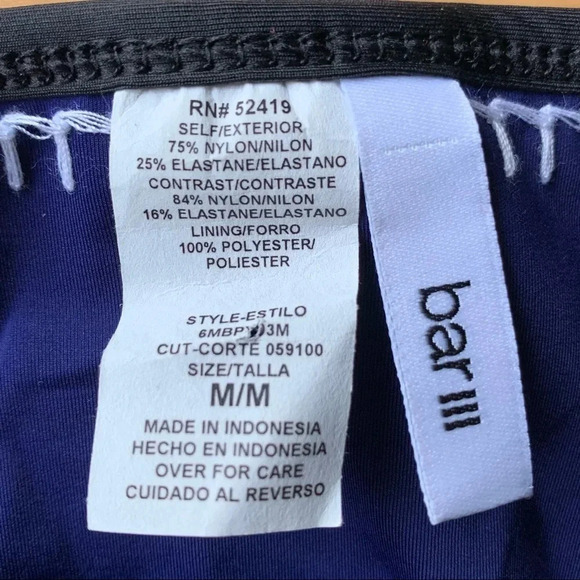 RN# 52419
SELF/EXTERIOR
75% NYLON/NILON
25% ELASTANE/ELASTANO
CONTRAST/CONTRASTE
84% NYLON/NILON
16% ELASTANE/ELASTANO
LINING/FORRO
100% POLYESTER/
POLIESTER
STYLE-ESTILO
CUT-CORTE 059100
SIZE/TALLA
M/M
MADE IN INDONESIA
HECHO EN INDONESIA
OVER FOR CARE
CUIDADO AL REVERSO
bar III